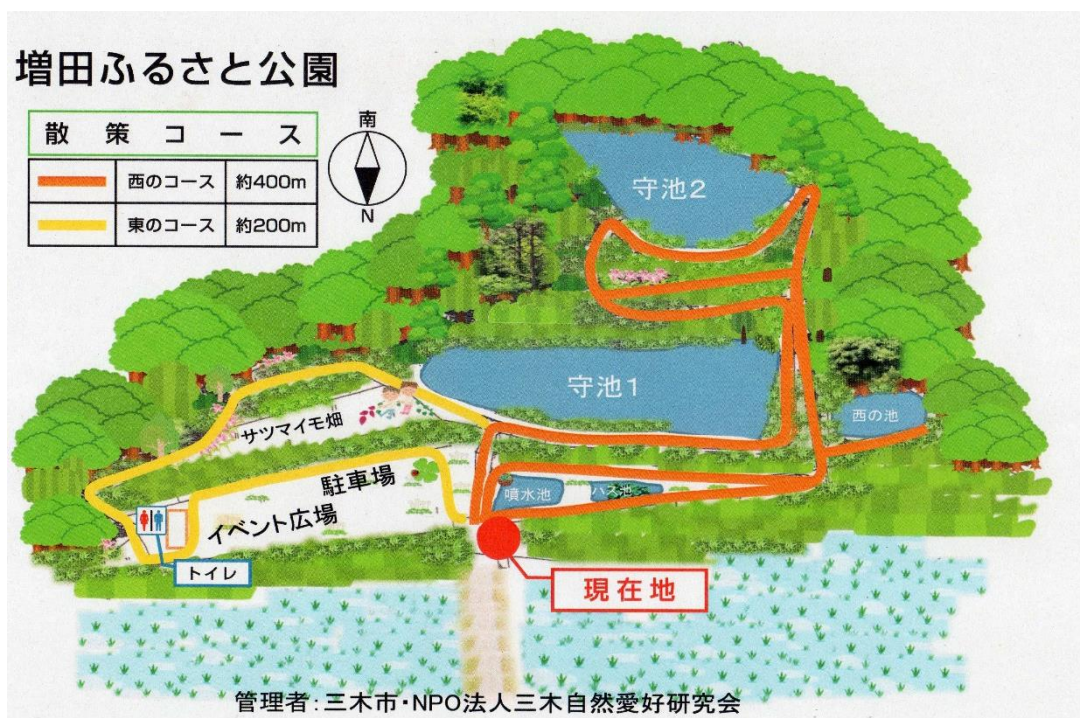 増田ふるさと公園
散策コース
西のコース 約400m
東のコース 約200m
南
N
守池2
守池1
西の池
サツマイモ畑
駐車場
噴水池
ハス池
イベント広場
トイレ
現在地
管理者:三木市・NPO法人三木自然愛好研究会